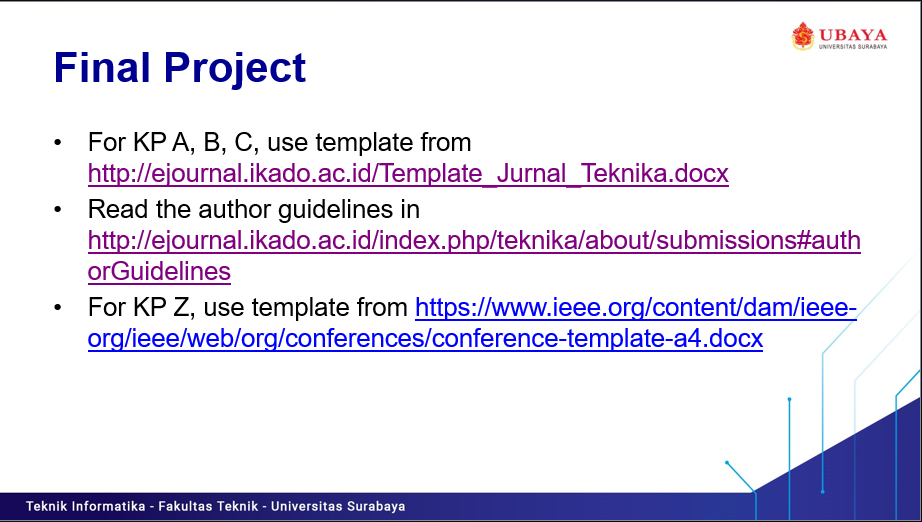 UBAYA
UNIVERSITAS SURABAYA
Final Project
• For KP A, B, C, use template from
http://ejournal.ikado.ac.id/Template_Jurnal_Teknika.docx
• Read the author guidelines in
http://ejournal.ikado.ac.id/index.php/teknika/about/submissions#auth
orGuidelines
• For KP Z, use template from https://www.ieee.org/content/dam/ieee-
org/ieee/web/org/conferences/conference-template-a4.docx
Teknik Informatika - Fakultas Teknik - Universitas Surabaya